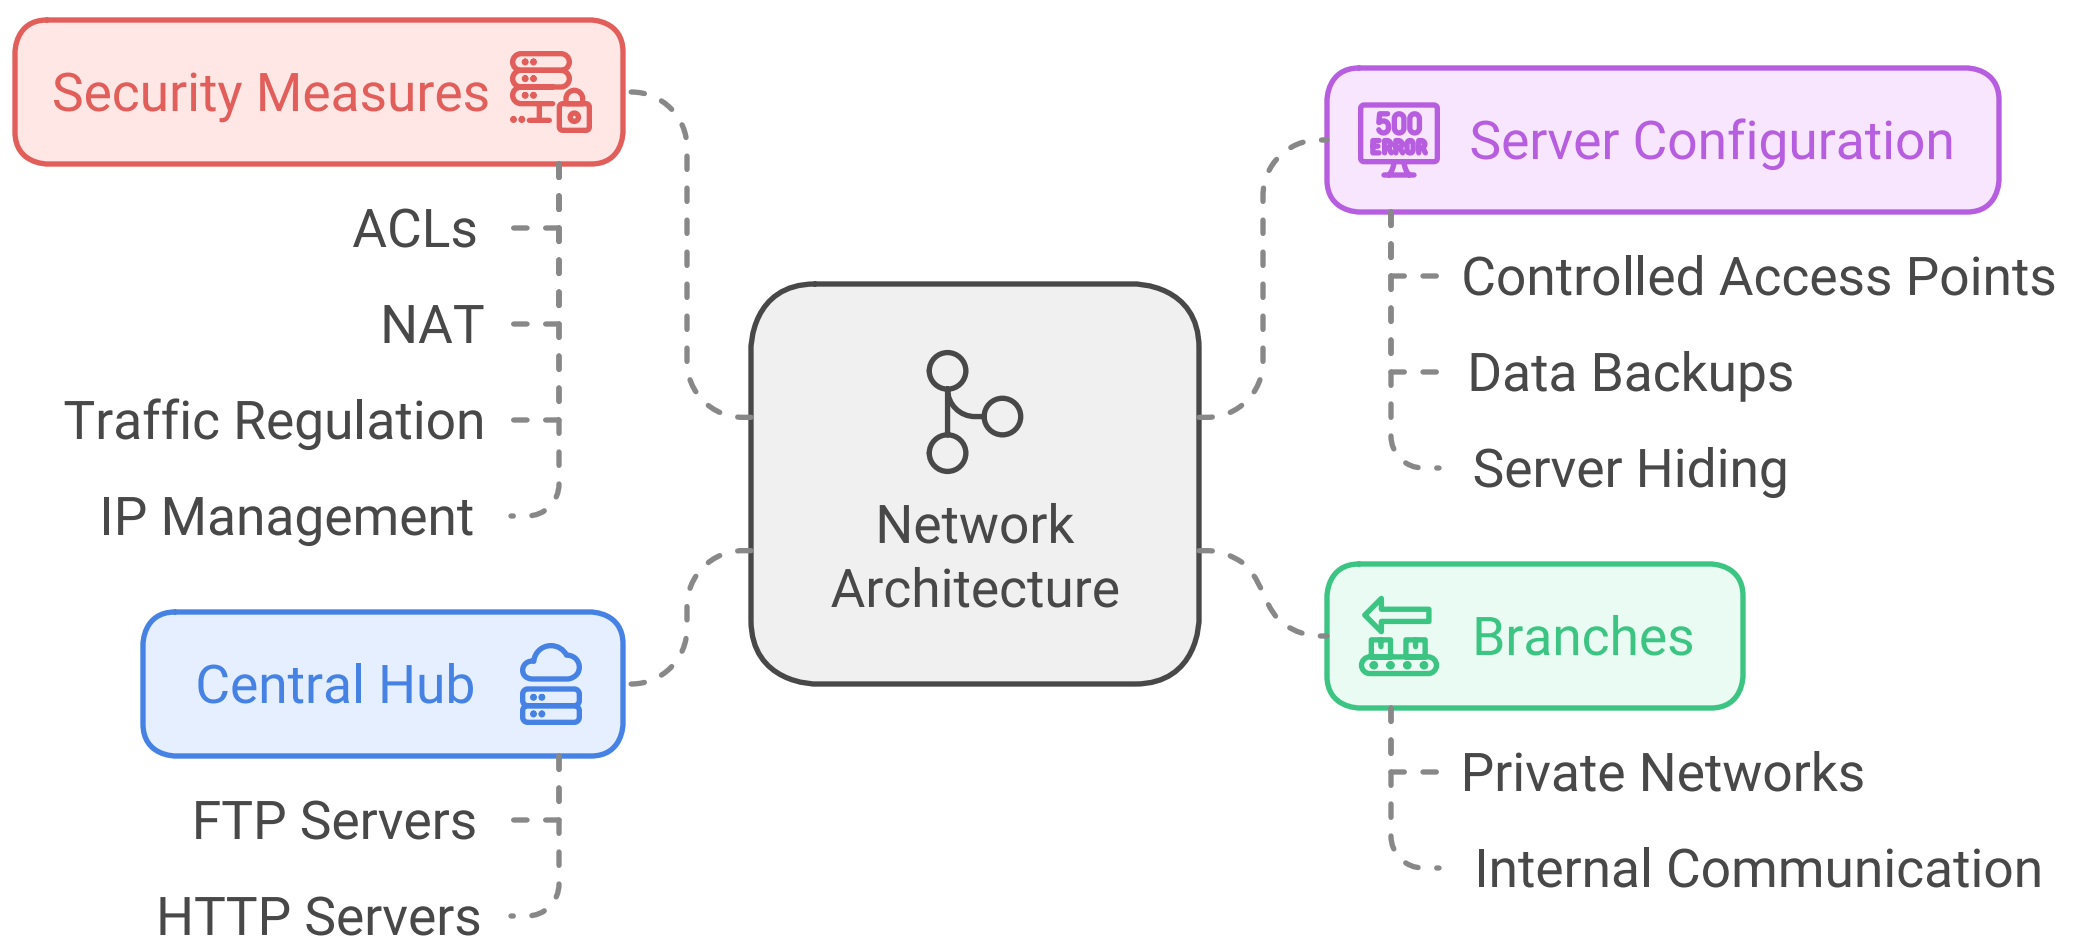 Security Measures
ACLs
NAT
Traffic Regulation
IP Management
Central Hub
FTP Servers
HTTP Servers
Network
Architecture
500
ERROR
Server Configuration
Controlled Access Points
Data Backups
Server Hiding
Branches
Private Networks
Internal Communication